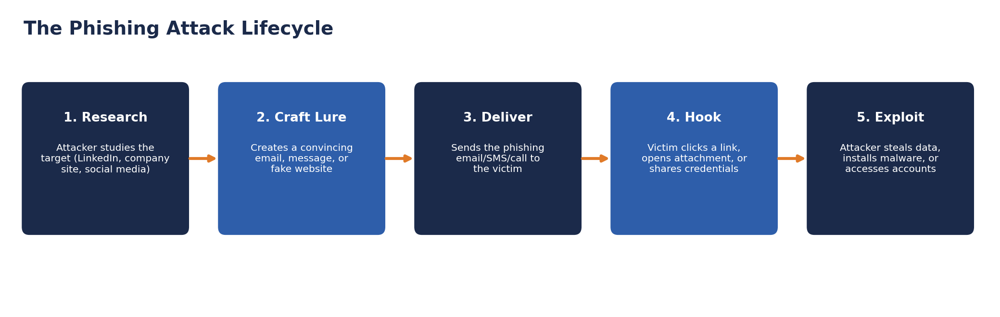 The Phishing Attack Lifecycle
1. Research
Attacker studies the
target (LinkedIn, company
site, social media)
2. Craft Lure
Creates a convincing
email, message, or
fake website
3. Deliver
Sends the phishing
email/SMS/call to
the victim
4. Hook
Victim clicks a link,
opens attachment, or
shares credentials
5. Exploit
Attacker steals data,
installs malware, or
accesses accounts